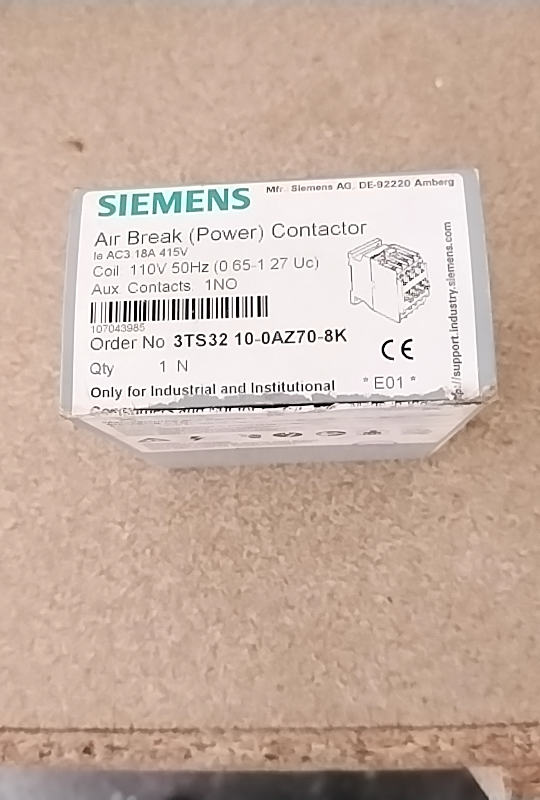 SIEMENS
Mfr. Siemens AG, DE-92220 Amberg
Air Break (Power) Contactor
Ie AC3 18A 415V
Coil 110V 50Hz (0 65-1 27 Uc)
Aux. Contacts 1NO
107043985
Order No 3TS32 10-0AZ70-8K
CE
Qty 1 N
* E01 *
Only for Industrial and Institutional
Consumers and
://support.industry.siemens.com